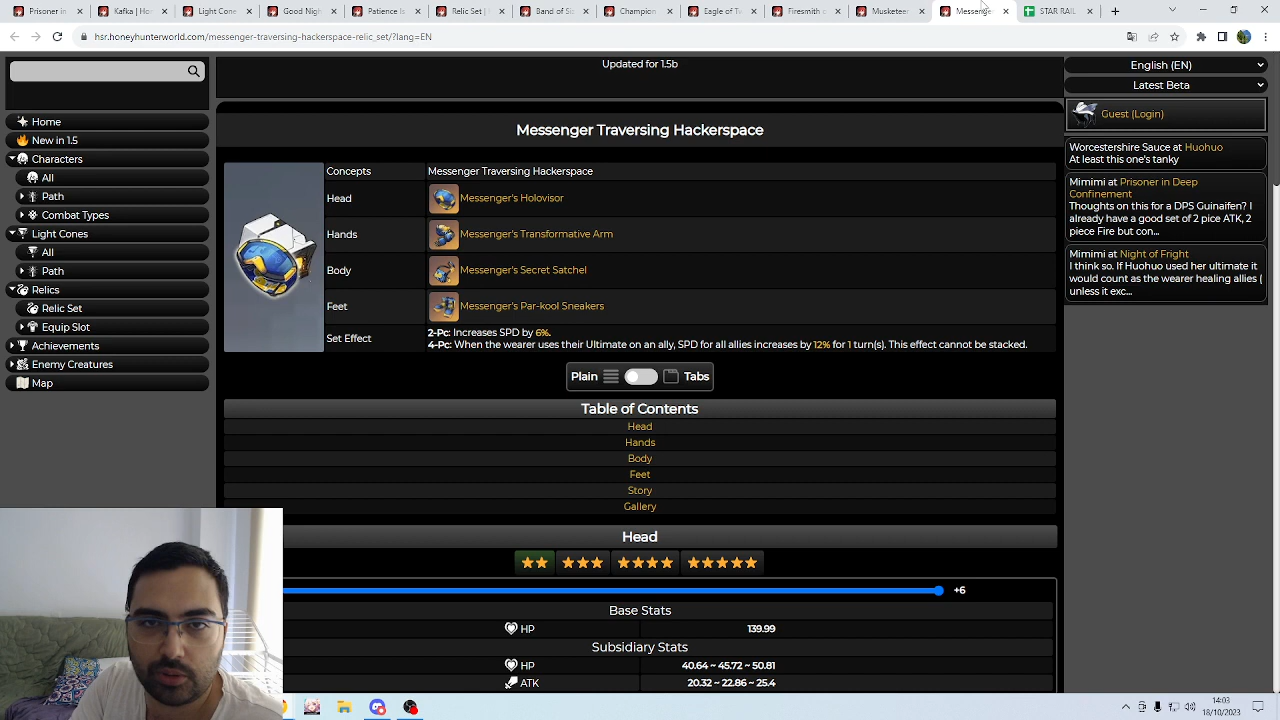 Prisoner in
Kafka | Hon
Light Cone
Good Nigh
Patience Is
Relic Set |
Band of Si
Champion
Eagle of Tw
Firesmith o
Musketeer
Messenge
STAR RAIL
hsr.honeyhunterworld.com/messenger-traversing-hackerspace-relic_set/?lang=EN
Updated for 1.5b
English (EN)
Latest Beta
Guest (Login)
Home
New in 1.5
Characters
All
Path
Combat Types
Light Cones
All
Path
Relics
Relic Set
Equip Slot
Achievements
Enemy Creatures
Map
Messenger Traversing Hackerspace
Concepts Messenger Traversing Hackerspace
Head Messenger's Holovisor
Hands Messenger's Transformative Arm
Body Messenger's Secret Satchel
Feet Messenger's Par-kool Sneakers
Set Effect
2-Pc: Increases SPD by 6%.
4-Pc: When the wearer uses their Ultimate on an ally, SPD for all allies increases by 12% for 1 turn(s). This effect cannot be stacked.
Plain Tabs
Table of Contents
Head
Hands
Body
Feet
Story
Gallery
Head
+6
Base Stats
HP 139.99
Subsidiary Stats
HP 40.64 ~ 45.72 ~ 50.81
ATK 20.32 ~ 22.86 ~ 25.4
Worcestershire Sauce at Huohuo
At least this one's tanky
Mimimi at Prisoner in Deep
Confinement
Thoughts on this for a DPS Guinaifen? I
already have a good set of 2 pice ATK, 2
piece Fire but con...
Mimimi at Night of Fright
I think so. If Huohuo used her ultimate it
would count as the wearer healing allies (
unless it exc...
14:03
18/10/2023